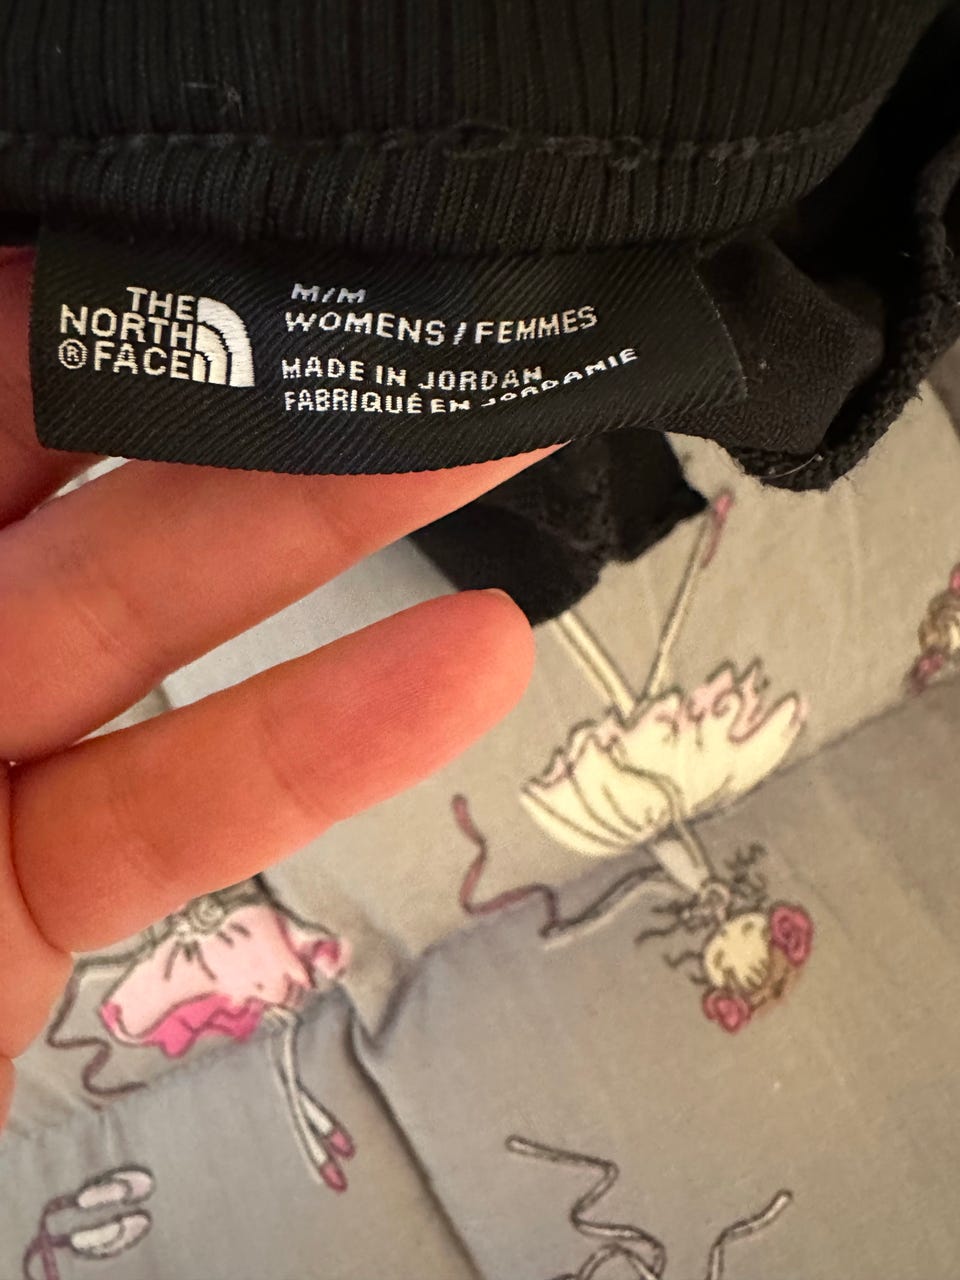 THE
NORTH
® FACE
M/M
WOMENS / FEMMES
MADE IN JORDAN
FABRIQUÉ EN JORDANIE